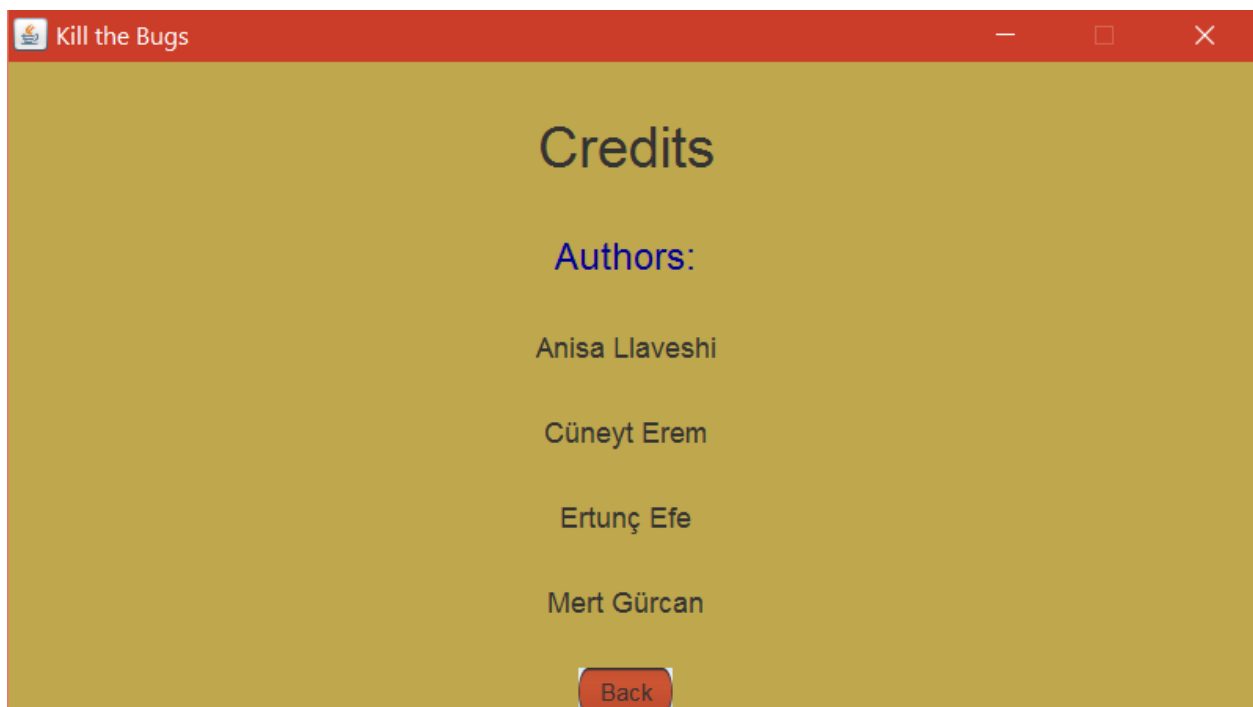 Kill the Bugs
Credits
Authors:
Anisa Llaveshi
Cüneyt Erem
Ertunç Efe
Mert Gürcan
Back